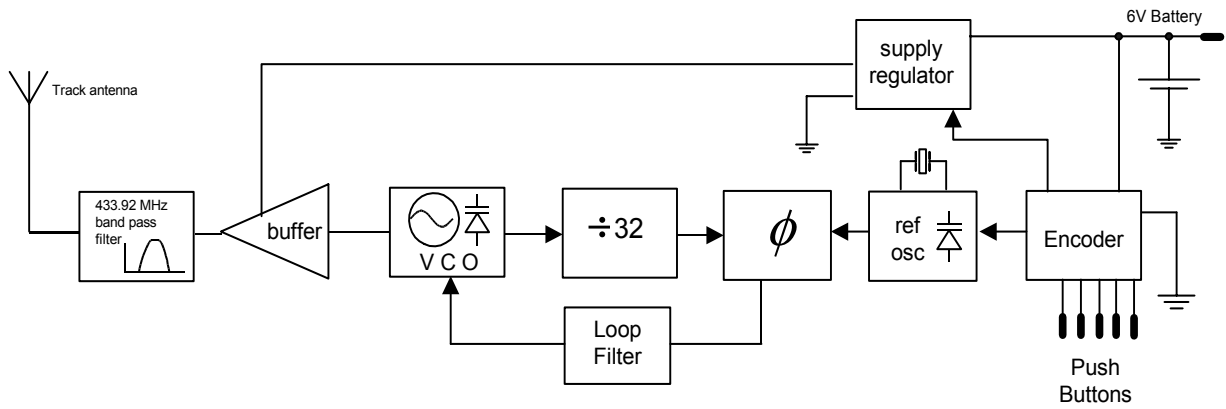 6V Battery
supply
regulator
Track antenna
433.92 MHz
band pass
filter
buffer
V C O
÷32
ϕ
ref
osc
Encoder
Loop
Filter
Push
Buttons